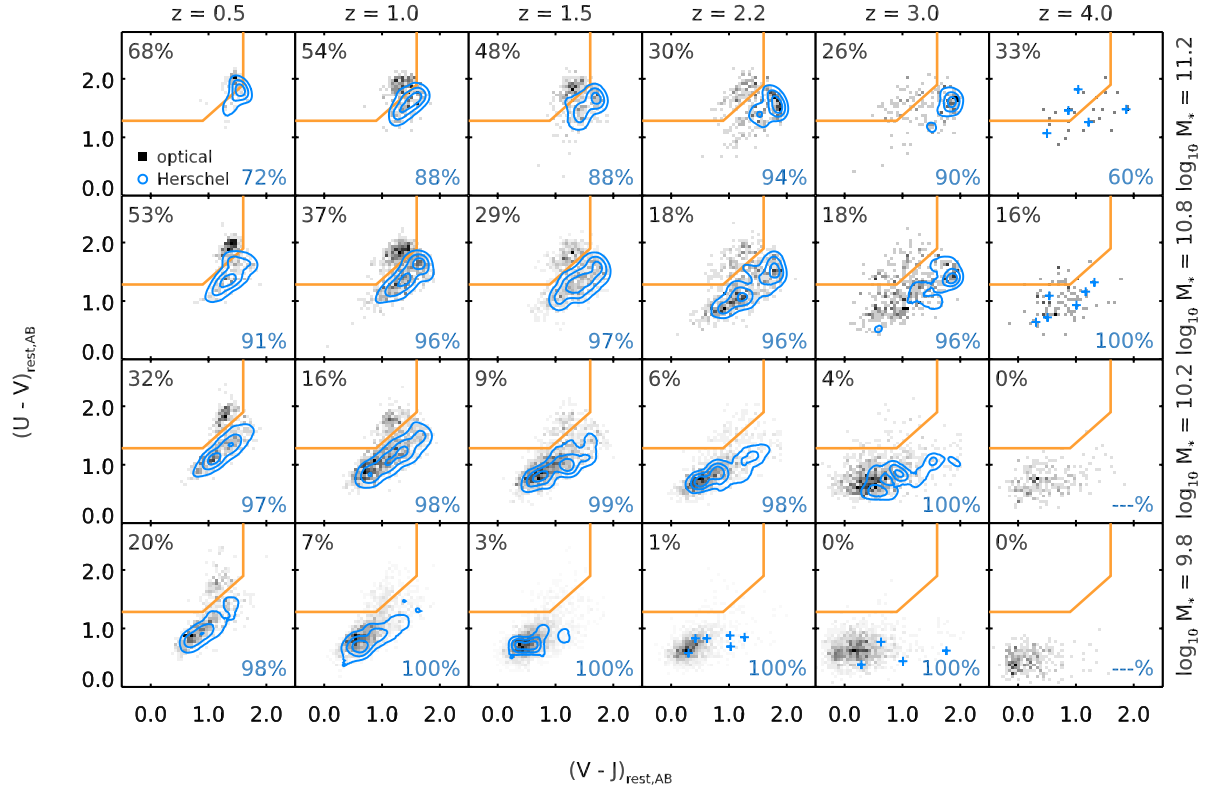 z = 0.5 z = 1.0 z = 1.5 z = 2.2 z = 3.0 z = 4.0
68% 54% 48% 30% 26% 33%
2.0
1.0
optical
Herschel
72% 88% 88% 94% 90% 60%
0.0
log10 M* = 11.2
53% 37% 29% 18% 18% 16%
2.0
1.0
91% 96% 97% 96% 96% 100%
0.0
log10 M* = 10.8
(U - V)rest,AB
32% 16% 9% 6% 4% 0%
2.0
1.0
97% 98% 99% 98% 100% ---%
0.0
log10 M* = 10.2
20% 7% 3% 1% 0% 0%
2.0
1.0
98% 100% 100% 100% 100% ---%
0.0
log10 M* = 9.8
0.0 1.0 2.0 0.0 1.0 2.0 0.0 1.0 2.0 0.0 1.0 2.0 0.0 1.0 2.0 0.0 1.0 2.0
(V - J)rest,AB